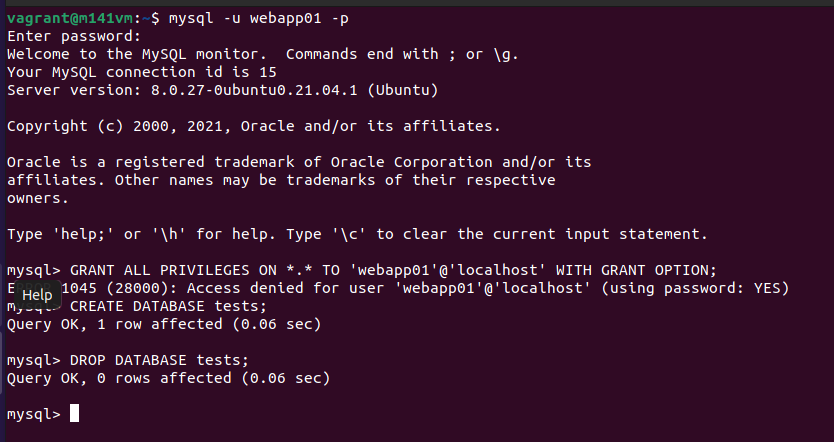 vagrant@m141vm:~$ mysql -u webapp01 -p
Enter password:
Welcome to the MySQL monitor.  Commands end with ; or \g.
Your MySQL connection id is 15
Server version: 8.0.27-0ubuntu0.21.04.1 (Ubuntu)
Copyright (c) 2000, 2021, Oracle and/or its affiliates.
Oracle is a registered trademark of Oracle Corporation and/or its
affiliates. Other names may be trademarks of their respective
owners.
Type 'help;' or '\h' for help. Type '\c' to clear the current input statement.
mysql> GRANT ALL PRIVILEGES ON *.* TO 'webapp01'@'localhost' WITH GRANT OPTION;
1045 (28000): Access denied for user 'webapp01'@'localhost' (using password: YES)
Help
mysql> CREATE DATABASE tests;
Query OK, 1 row affected (0.06 sec)
mysql> DROP DATABASE tests;
Query OK, 0 rows affected (0.06 sec)
mysql>